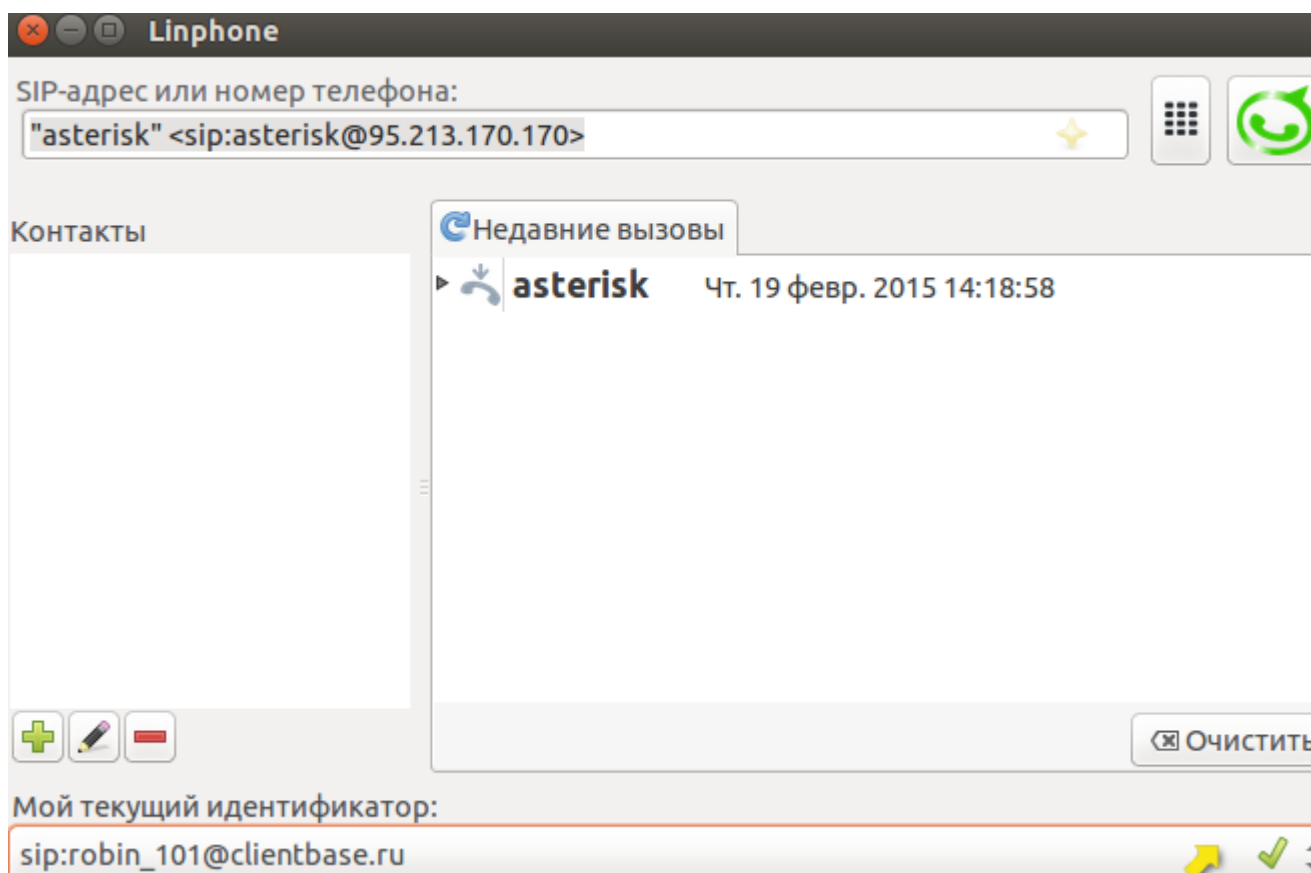 Linphone
SIP-адрес или номер телефона:
"asterisk" <sip:asterisk@95.213.170.170>
Контакты
Недавние вызовы
asterisk Чт. 19 февр. 2015 14:18:58
Очистить
Мой текущий идентификатор:
sip:robin_101@clientbase.ru